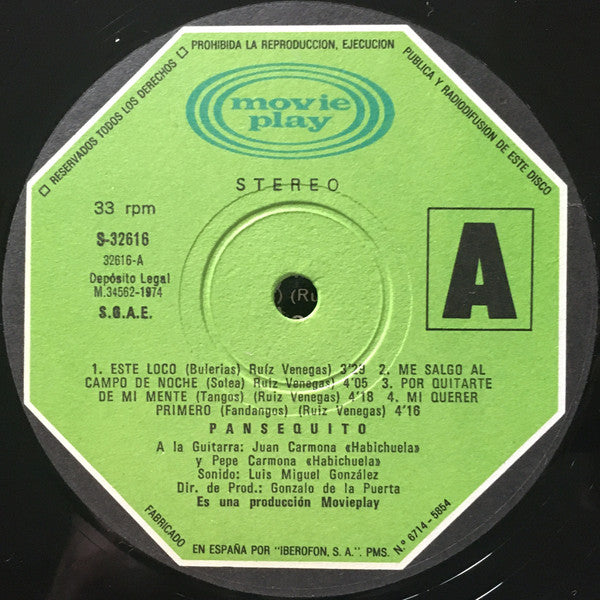 □ RESERVADOS TODOS LOS DERECHOS □ PROHIBIDA LA REPRODUCCION, EJECUCION PUBLICA Y RADIODIFUSION DE ESTE DISCO
movie
play
STEREO
33 rpm
S-32616
32616-A
Depósito Legal
M.34562-1974
S.G.A.E.
A
) (Ru
1. ESTE LOCO (Bulerías) Ruíz Venegas) 3'29 2. ME SALGO AL
CAMPO DE NOCHE (Solea) Ruiz Venegas) 4'05 3. POR QUITARTE
DE MI MENTE (Tangos) (Ruiz Venegas) 4'18 4. MI QUERER
PRIMERO (Fandangos) (Ruiz Venegas) 4'16
PANSEQUITO
A la Guitarra: Juan Carmona «Habichuela»
y Pepe Carmona «Habichuela»
Sonido: Luis Miguel González
Dir. de Prod.: Gonzalo de la Puerta
Es una producción Movieplay
FABRICADO EN ESPAÑA POR "IBEROFON, S. A.". PMS. N.º 6714-5854